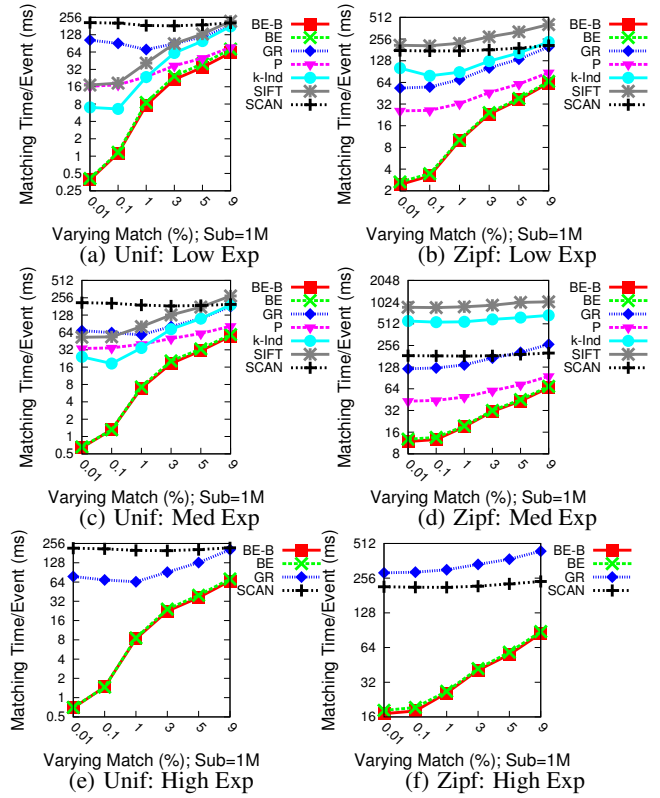 Matching Time/Event (ms)
256
128
64
32
16
8
4
2
1
0.5
0.25
0.01
0.1
1
3
5
9
Varying Match (%); Sub=1M
BE-B
BE
GR
P
k-Ind
SIFT
SCAN
(a) Unif: Low Exp
Matching Time/Event (ms)
512
256
128
64
32
16
8
4
2
0.01
0.1
1
3
5
9
Varying Match (%); Sub=1M
BE-B
BE
GR
P
k-Ind
SIFT
SCAN
(b) Zipf: Low Exp
Matching Time/Event (ms)
512
256
128
64
32
16
8
4
2
1
0.5
0.01
0.1
1
3
5
9
Varying Match (%); Sub=1M
BE-B
BE
GR
P
k-Ind
SIFT
SCAN
(c) Unif: Med Exp
Matching Time/Event (ms)
2048
1024
512
256
128
64
32
16
8
0.01
0.1
1
3
5
9
Varying Match (%); Sub=1M
BE-B
BE
GR
P
k-Ind
SIFT
SCAN
(d) Zipf: Med Exp
Matching Time/Event (ms)
256
128
64
32
16
8
4
2
1
0.5
0.01
0.1
1
3
5
9
Varying Match (%); Sub=1M
BE-B
BE
GR
SCAN
(e) Unif: High Exp
Matching Time/Event (ms)
512
256
128
64
32
16
0.01
0.1
1
3
5
9
Varying Match (%); Sub=1M
BE-B
BE
GR
SCAN
(f) Zipf: High Exp